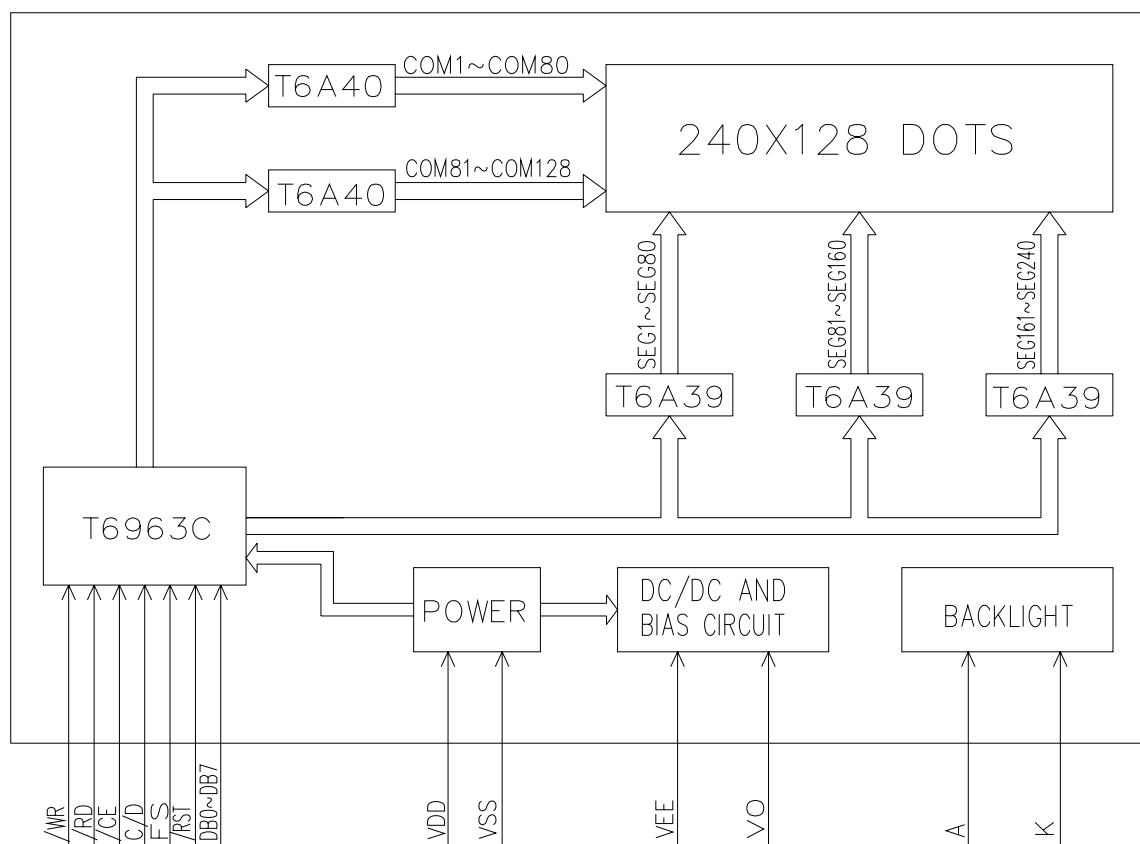 COM1~COM80
T6A40
240X128 DOTS
COM81~COM128
T6A40
SEG1~SEG80
SEG81~SEG160
SEG161~SEG240
T6A39
T6A39
T6A39
T6963C
POWER
DC/DC AND
BIAS CIRCUIT
BACKLIGHT
/WR
/RD
/CE
C/D
FS
/RST
DB0~DB7
VDD
VSS
VEE
VO
A
K